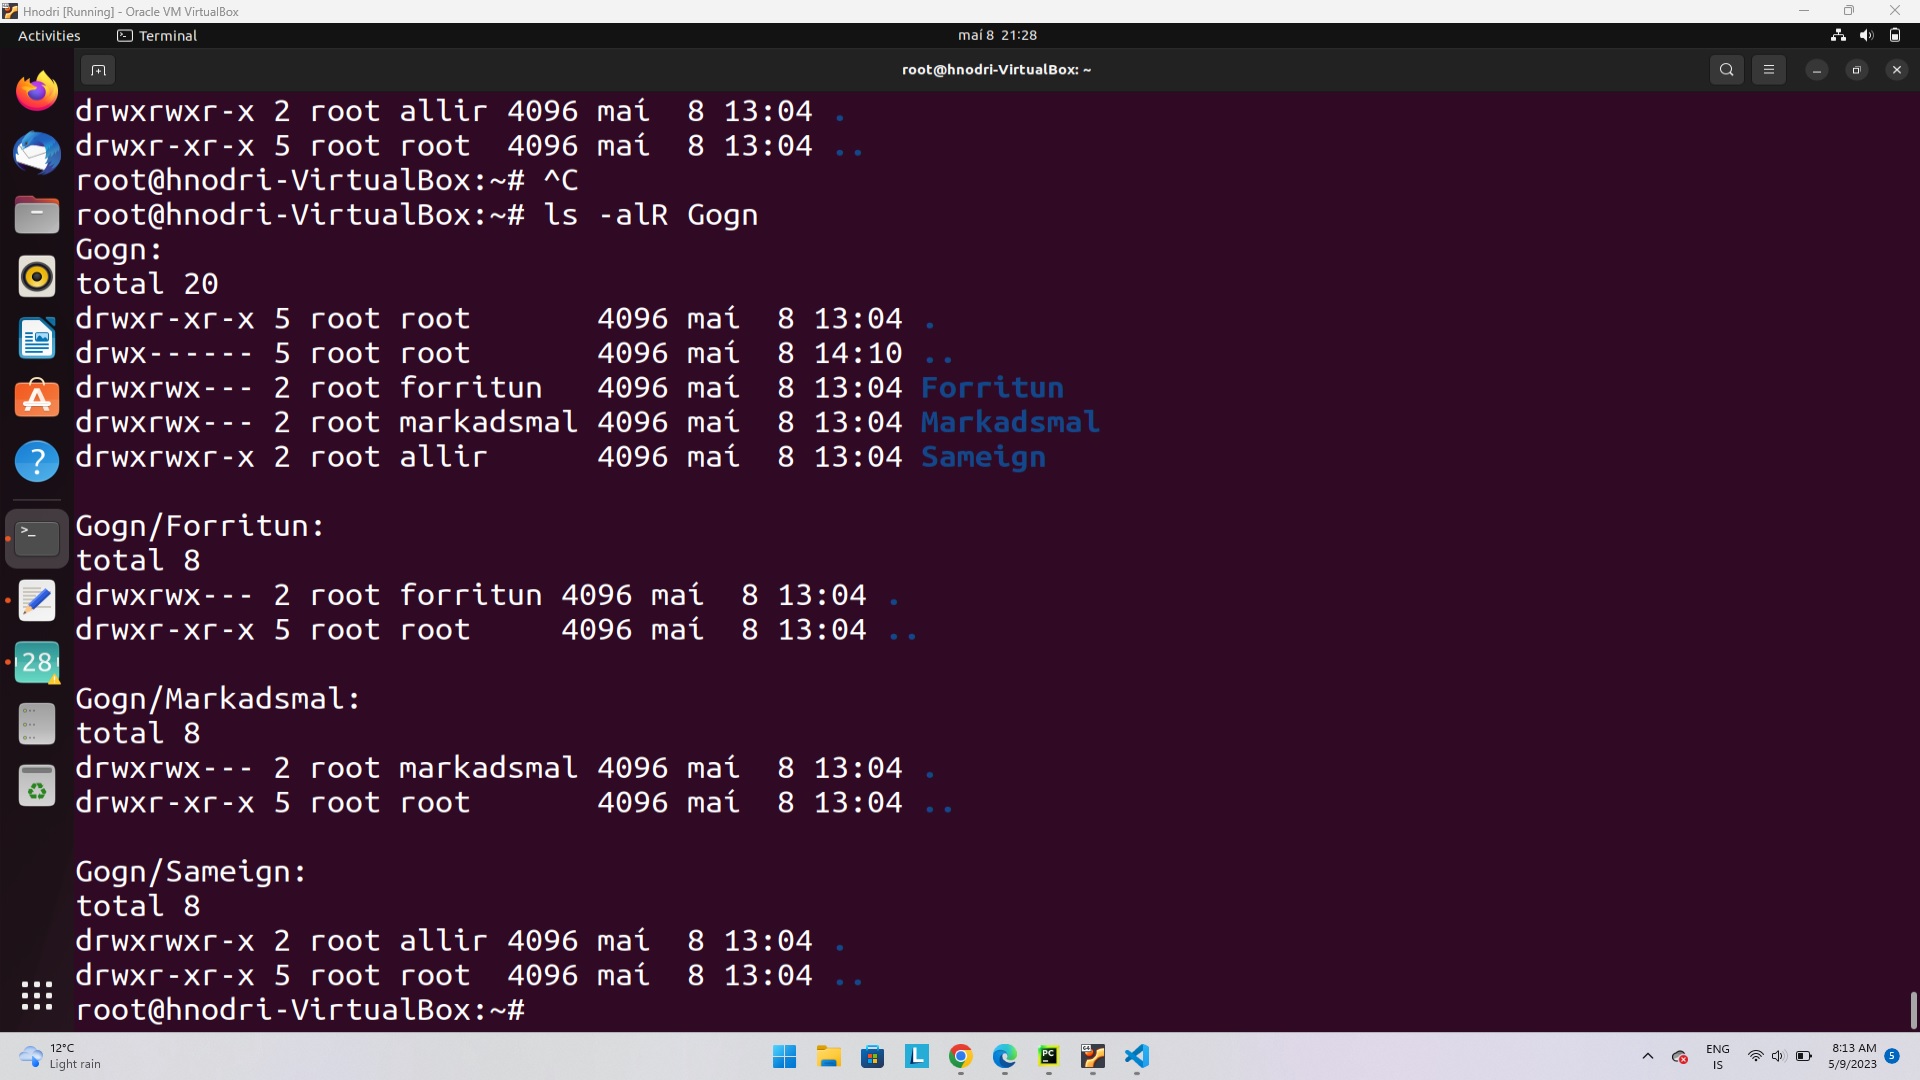 Hnodri [Running] - Oracle VM VirtualBox
Activities Terminal maí 8 21:28
root@hnodri-VirtualBox: ~
drwxrwxr-x 2 root allir 4096 maí  8 13:04 .
drwxr-xr-x 5 root root  4096 maí  8 13:04 ..
root@hnodri-VirtualBox:~# ^C
root@hnodri-VirtualBox:~# ls -alR Gogn
Gogn:
total 20
drwxr-xr-x 5 root root       4096 maí  8 13:04 .
drwx------ 5 root root       4096 maí  8 14:10 ..
drwxrwx--- 2 root forritun   4096 maí  8 13:04 Forritun
drwxrwx--- 2 root markadsmal 4096 maí  8 13:04 Markadsmal
drwxrwxr-x 2 root allir      4096 maí  8 13:04 Sameign
Gogn/Forritun:
total 8
drwxrwx--- 2 root forritun 4096 maí  8 13:04 .
drwxr-xr-x 5 root root     4096 maí  8 13:04 ..
Gogn/Markadsmal:
total 8
drwxrwx--- 2 root markadsmal 4096 maí  8 13:04 .
drwxr-xr-x 5 root root       4096 maí  8 13:04 ..
Gogn/Sameign:
total 8
drwxrwxr-x 2 root allir 4096 maí  8 13:04 .
drwxr-xr-x 5 root root  4096 maí  8 13:04 ..
root@hnodri-VirtualBox:~#
28
12°C
Light rain
L
PC
64
ENG
IS
8:13 AM
5/9/2023
5